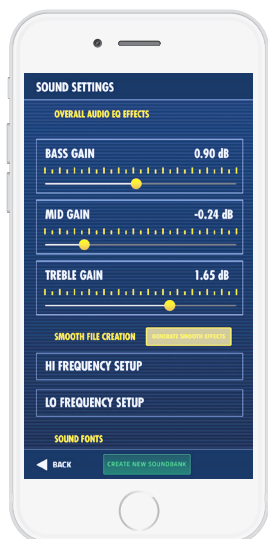 SOUND SETTINGS
OVERALL AUDIO EQ EFFECTS
BASS GAIN 0.90 dB
MID GAIN -0.24 dB
TREBLE GAIN 1.65 dB
SMOOTH FILE CREATION GENERATE SMOOTH EFFECTS
HI FREQUENCY SETUP
LO FREQUENCY SETUP
SOUND FONTS
BACK CREATE NEW SOUNDBANK